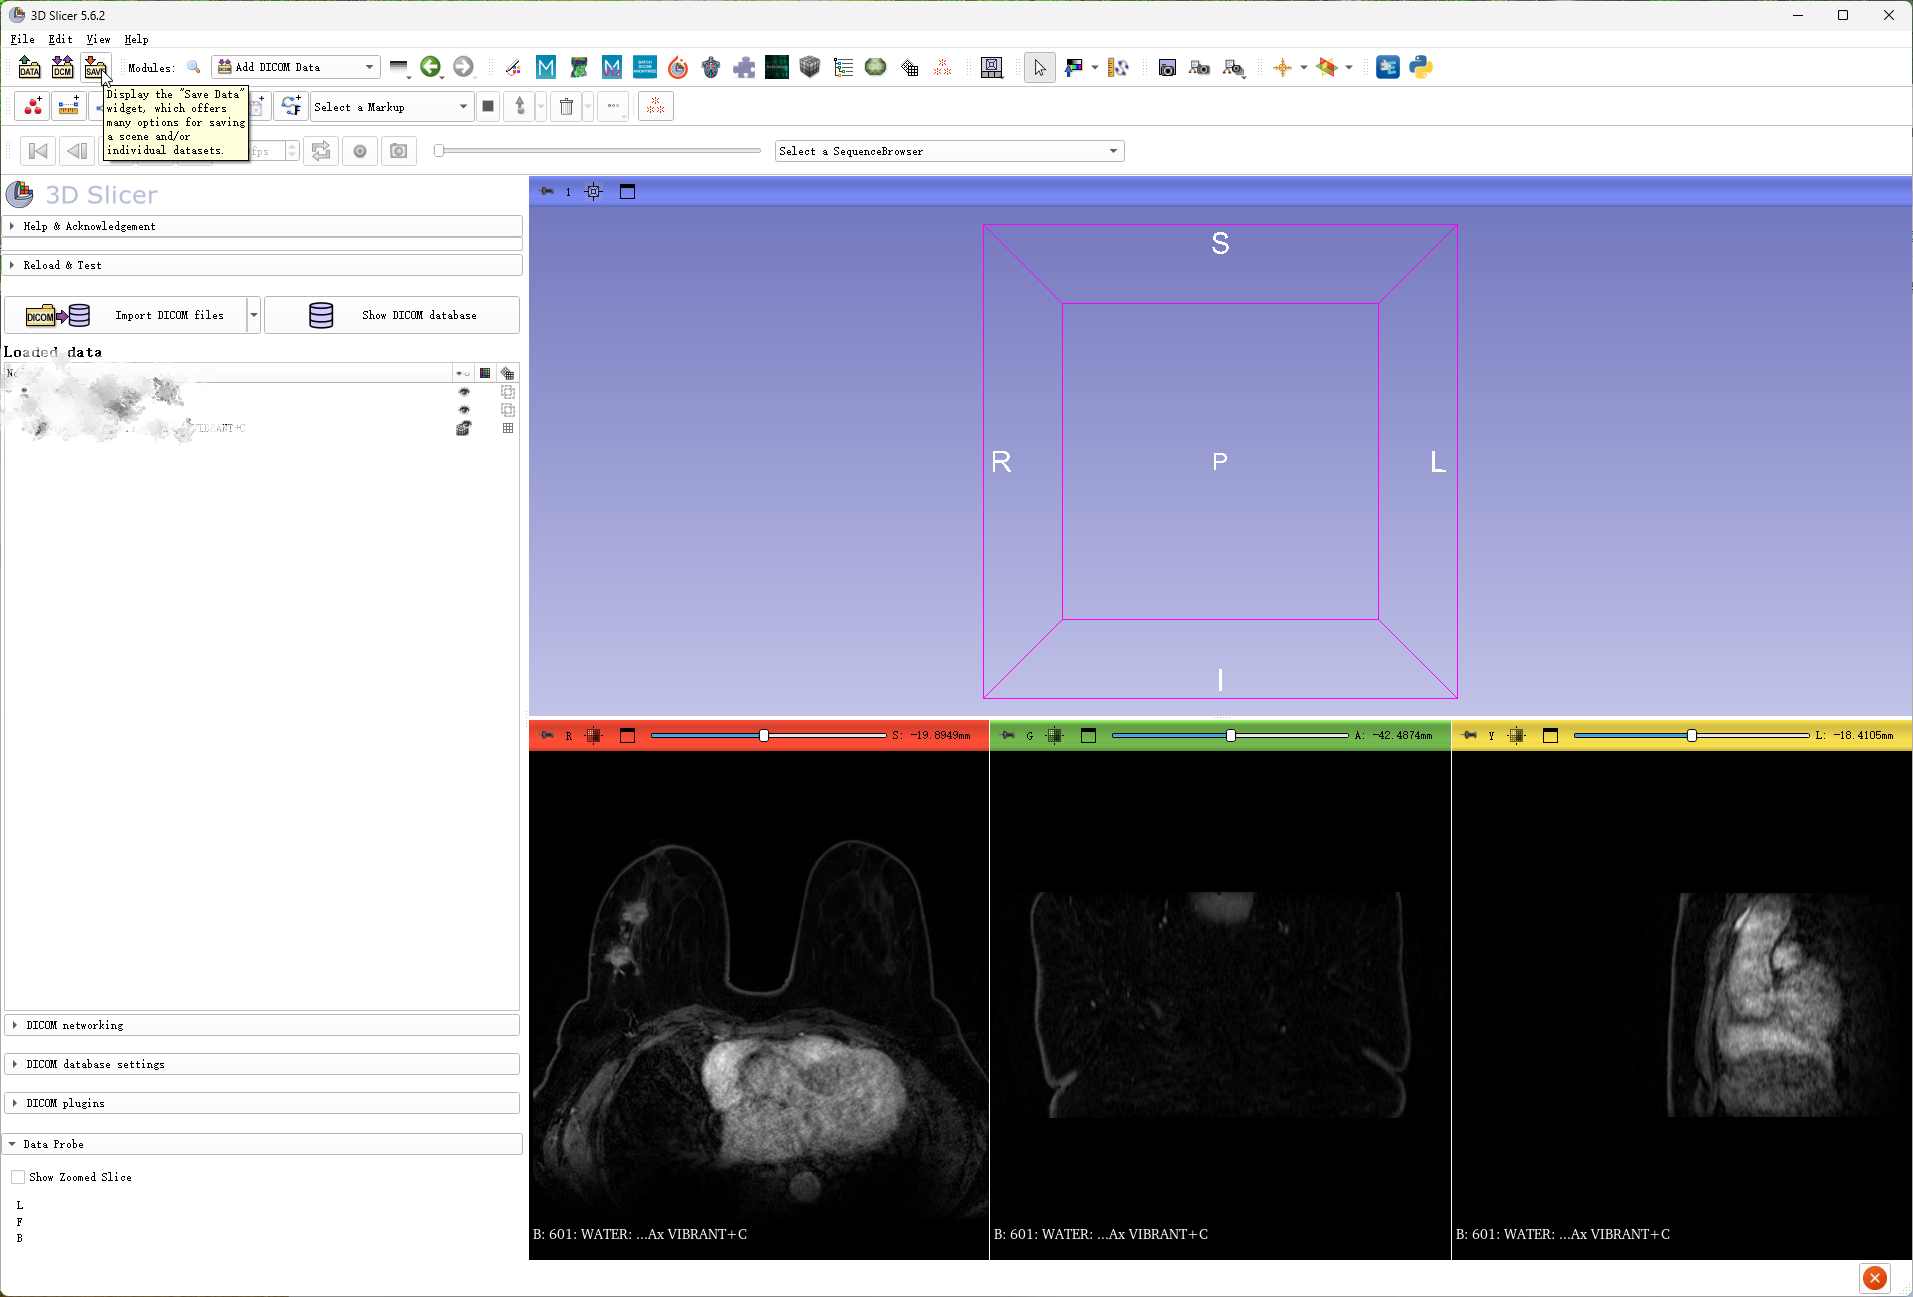 3D Slicer 5.6.2
File Edit View Help
DATA DCM SAVE Modules: Add DICOM Data
Display the "Save Data"
widget, which offers
many options for saving
a scene and/or
individual datasets.
Select a Markup
fps
Select a SequenceBrowser
3D Slicer
Help & Acknowledgement
Reload & Test
DICOM Import DICOM files Show DICOM database
Loaded data
VIBRANT+C
DICOM networking
DICOM database settings
DICOM plugins
Data Probe
Show Zoomed Slice
L
F
B
1
S
R P L
I
R S: -19.8949mm
G A: -42.4874mm
Y L: -18.4105mm
B: 601: WATER: ...Ax VIBRANT+C
B: 601: WATER: ...Ax VIBRANT+C
B: 601: WATER: ...Ax VIBRANT+C